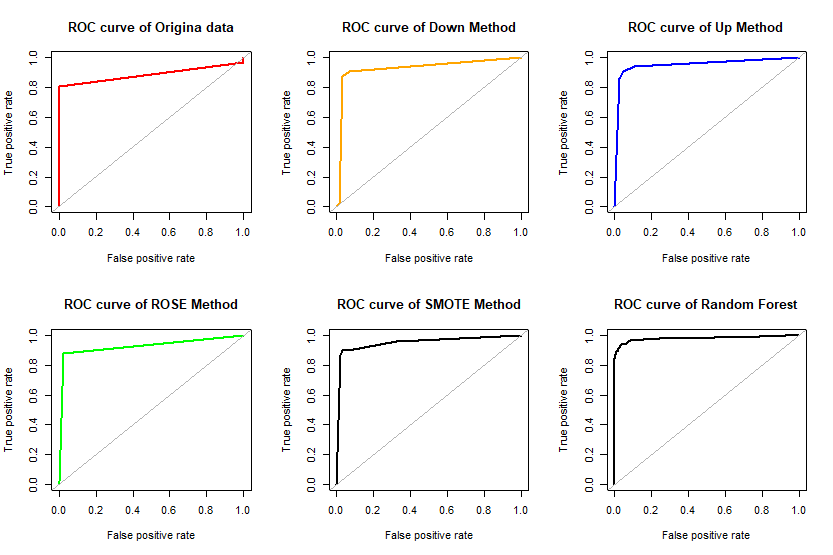 ROC curve of Origina data
True positive rate
1.0
0.8
0.6
0.4
0.2
0.0
0.0 0.2 0.4 0.6 0.8 1.0
False positive rate
ROC curve of Down Method
True positive rate
1.0
0.8
0.6
0.4
0.2
0.0
0.0 0.2 0.4 0.6 0.8 1.0
False positive rate
ROC curve of Up Method
True positive rate
1.0
0.8
0.6
0.4
0.2
0.0
0.0 0.2 0.4 0.6 0.8 1.0
False positive rate
ROC curve of ROSE Method
True positive rate
1.0
0.8
0.6
0.4
0.2
0.0
0.0 0.2 0.4 0.6 0.8 1.0
False positive rate
ROC curve of SMOTE Method
True positive rate
1.0
0.8
0.6
0.4
0.2
0.0
0.0 0.2 0.4 0.6 0.8 1.0
False positive rate
ROC curve of Random Forest
True positive rate
1.0
0.8
0.6
0.4
0.2
0.0
0.0 0.2 0.4 0.6 0.8 1.0
False positive rate